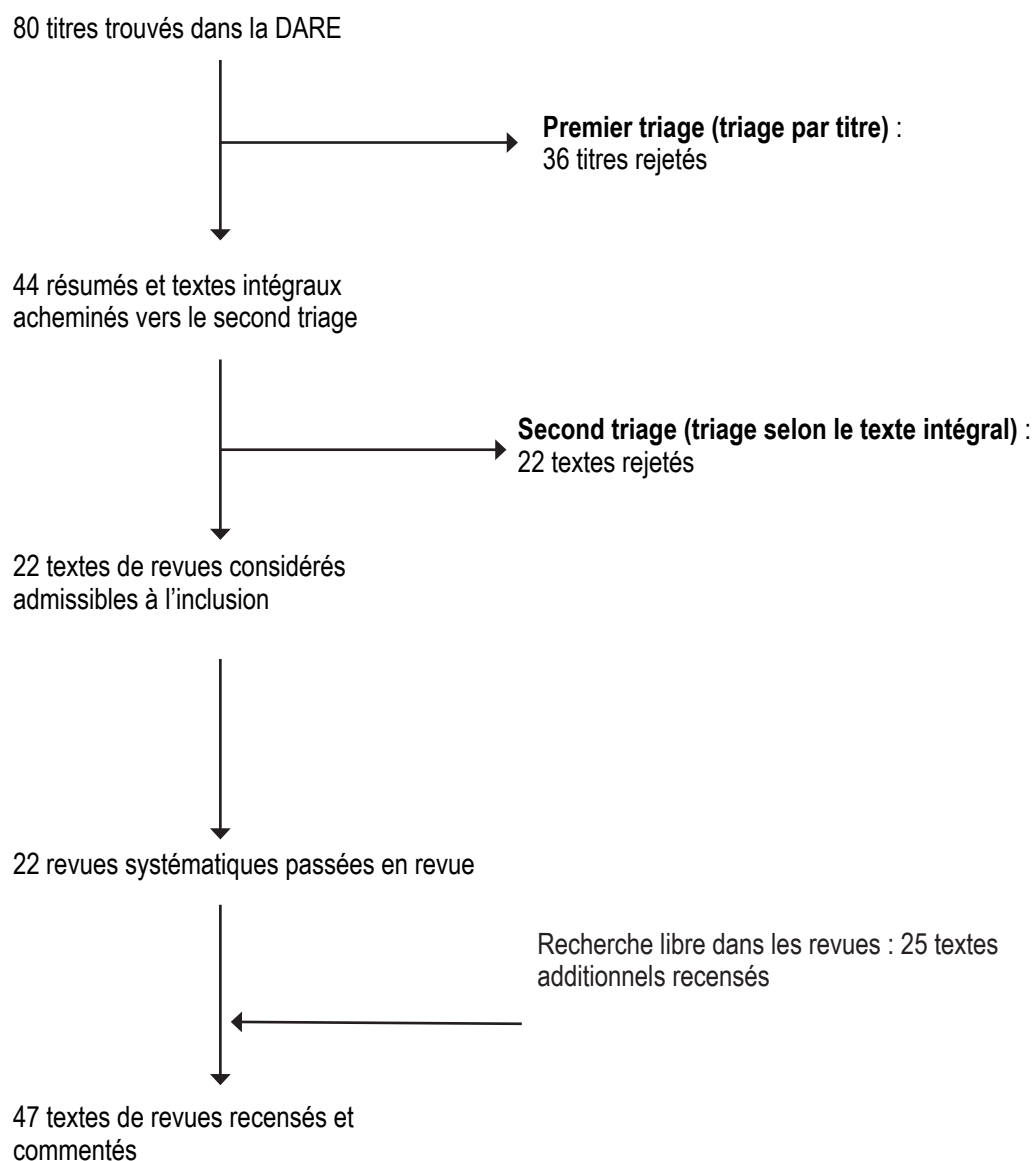 80 titres trouvés dans la DARE
Premier triage (triage par titre) :
36 titres rejetés
44 résumés et textes intégraux
acheminés vers le second triage
Second triage (triage selon le texte intégral) :
22 textes rejetés
22 textes de revues considérés
admissibles à l’inclusion
22 revues systématiques passées en revue
Recherche libre dans les revues : 25 textes
additionnels recensés
47 textes de revues recensés et
commentés